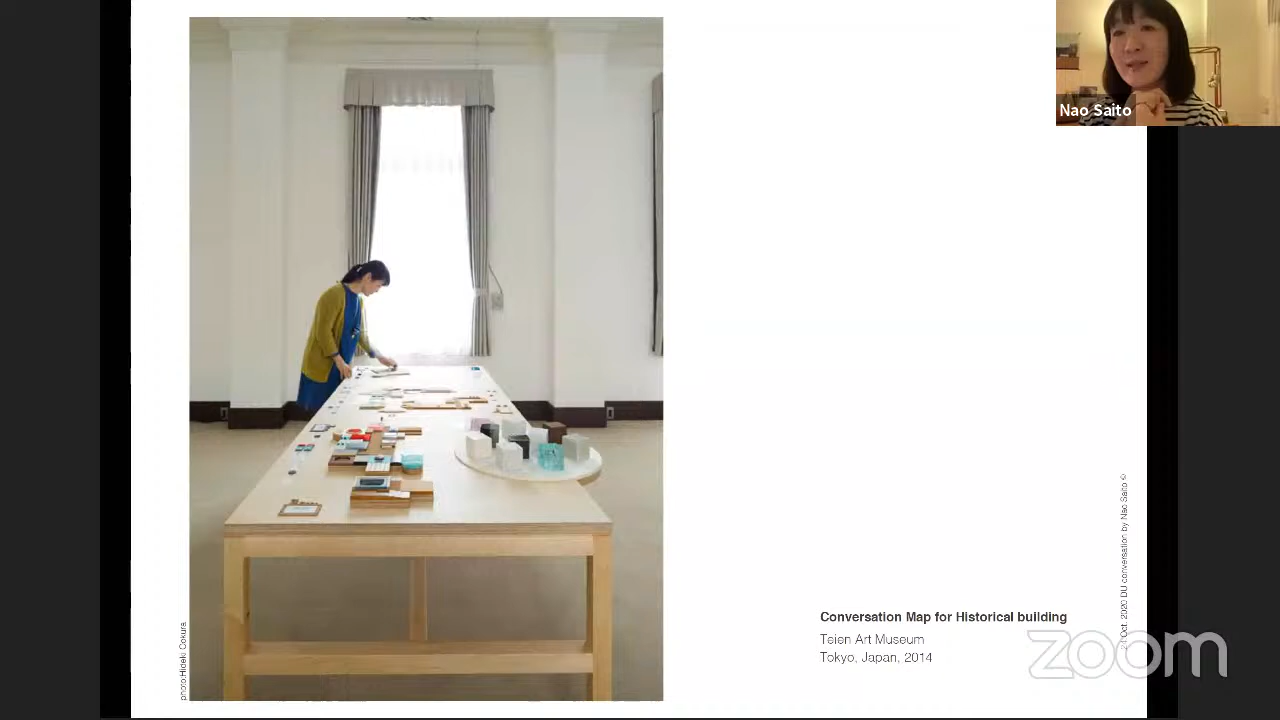 Nao Saito
Conversation Map for Historical building
Teien Art Museum
Tokyo, Japan, 2014
zoom
photo:Hideki Ookura
Oct. 2020 DU conversation by Nao Saito ©